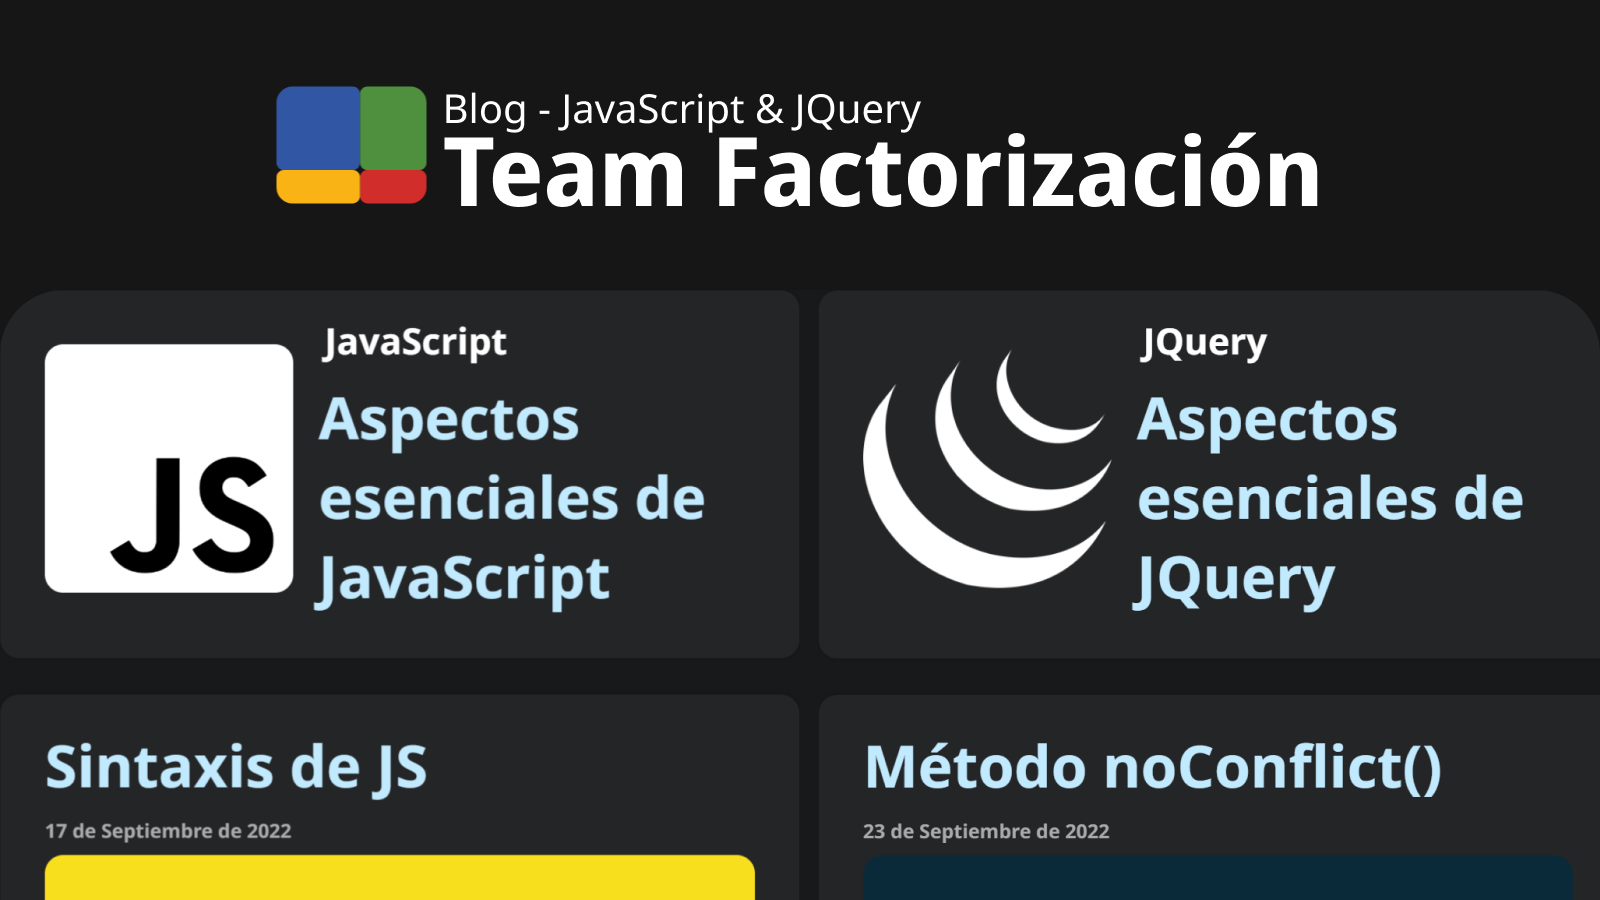 Blog - JavaScript & JQuery
Team Factorización
JS
JavaScript
Aspectos
esenciales de
JavaScript
JQuery
Aspectos
esenciales de
JQuery
Sintaxis de JS
17 de Septiembre de 2022
Método noConflict()
23 de Septiembre de 2022